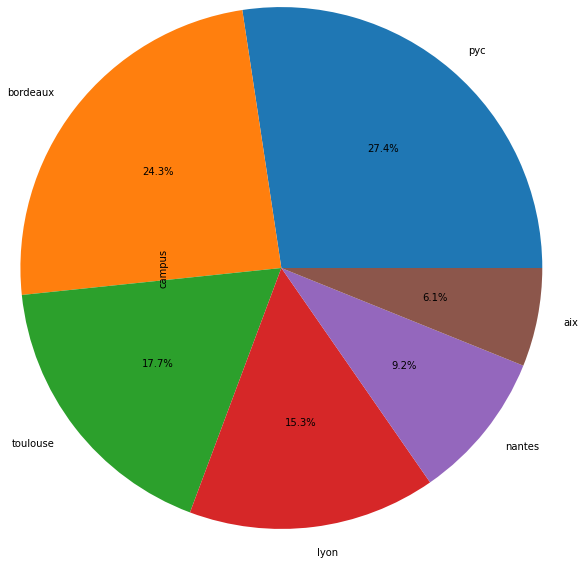 pyc
bordeaux
27.4%
24.3%
campus
6.1%
aix
17.7%
9.2%
15.3%
toulouse
nantes
lyon